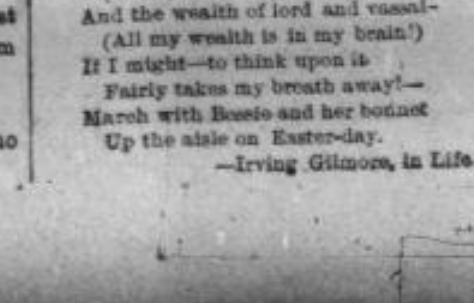 And the wealth of lord and vassal—
(All my wealth is in my brain!)
If I might—to think upon it
Fairly takes my breath away!—
March with Bessie and her bonnet
Up the aisle on Easter-day.
—Irving Gilmore, in Life